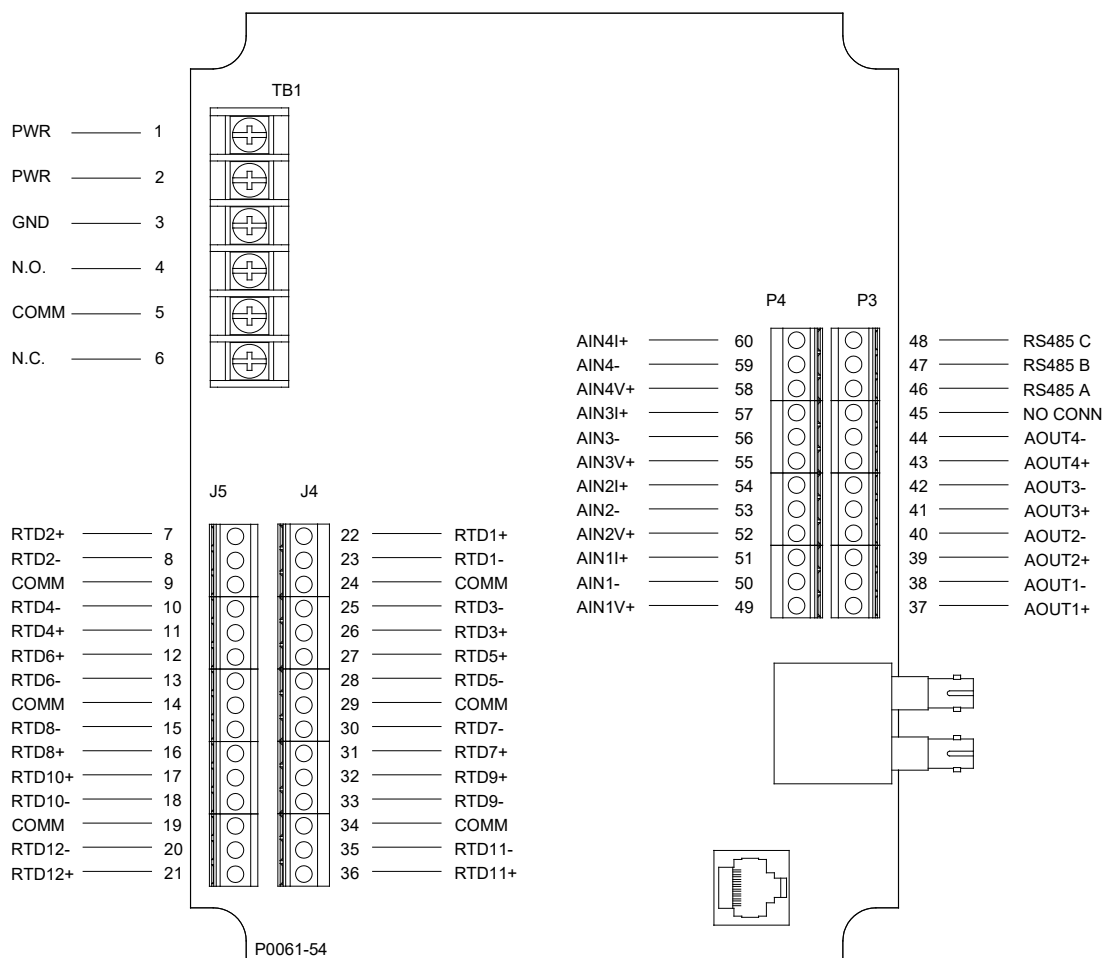 TB1
PWR 1
PWR 2
GND 3
N.O. 4
COMM 5
N.C. 6
P4 P3
AIN4I+ 60 48 RS485 C
AIN4- 59 47 RS485 B
AIN4V+ 58 46 RS485 A
AIN3I+ 57 45 NO CONN
AIN3- 56 44 AOUT4-
AIN3V+ 55 43 AOUT4+
AIN2I+ 54 42 AOUT3-
AIN2- 53 41 AOUT3+
AIN2V+ 52 40 AOUT2-
AIN1I+ 51 39 AOUT2+
AIN1- 50 38 AOUT1-
AIN1V+ 49 37 AOUT1+
J5 J4
RTD2+ 7 22 RTD1+
RTD2- 8 23 RTD1-
COMM 9 24 COMM
RTD4- 10 25 RTD3-
RTD4+ 11 26 RTD3+
RTD6+ 12 27 RTD5+
RTD6- 13 28 RTD5-
COMM 14 29 COMM
RTD8- 15 30 RTD7-
RTD8+ 16 31 RTD7+
RTD10+ 17 32 RTD9+
RTD10- 18 33 RTD9-
COMM 19 34 COMM
RTD12- 20 35 RTD11-
RTD12+ 21 36 RTD11+
P0061-54